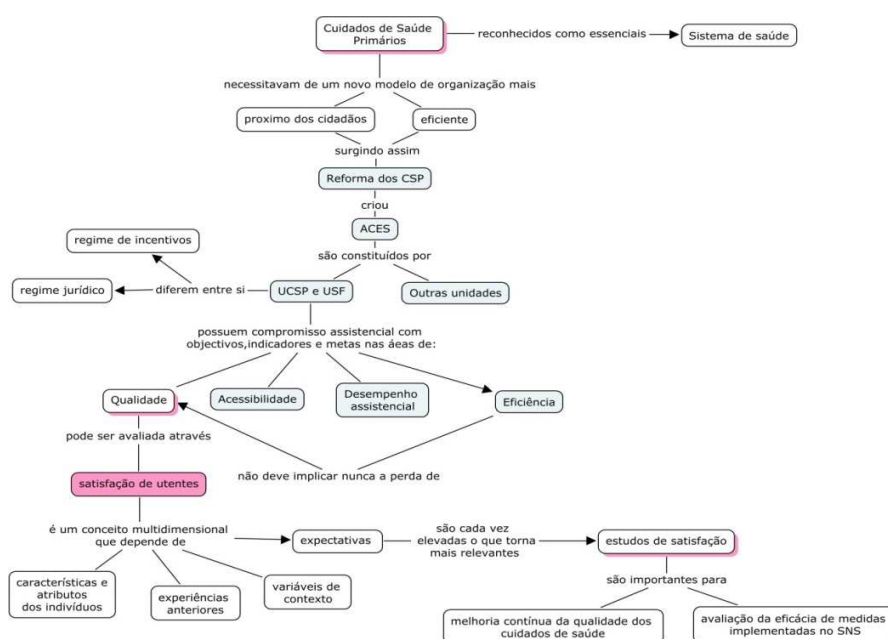 Cuidados de Saúde
Primários
reconhecidos como essenciais
Sistema de saúde
necessitavam de um novo modelo de organização mais
proximo dos cidadãos
eficiente
surgindo assim
Reforma dos CSP
criou
ACES
regime de incentivos
são constituídos por
regime jurídico
diferem entre si
UCSP e USF
Outras unidades
possuem compromisso assistencial com
objectivos,indicadores e metas nas áeas de:
Qualidade
Acessibilidade
Desempenho
assistencial
Eficiência
pode ser avaliada através
não deve implicar nunca a perda de
satisfação de utentes
é um conceito multidimensional
que depende de
expectativas
são cada vez
elevadas o que torna
mais relevantes
estudos de satisfação
características e
atributos
dos indivíduos
experiências
anteriores
variáveis de
contexto
são importantes para
melhoria contínua da qualidade dos
cuidados de saúde
avaliação da eficácia de medidas
implementadas no SNS